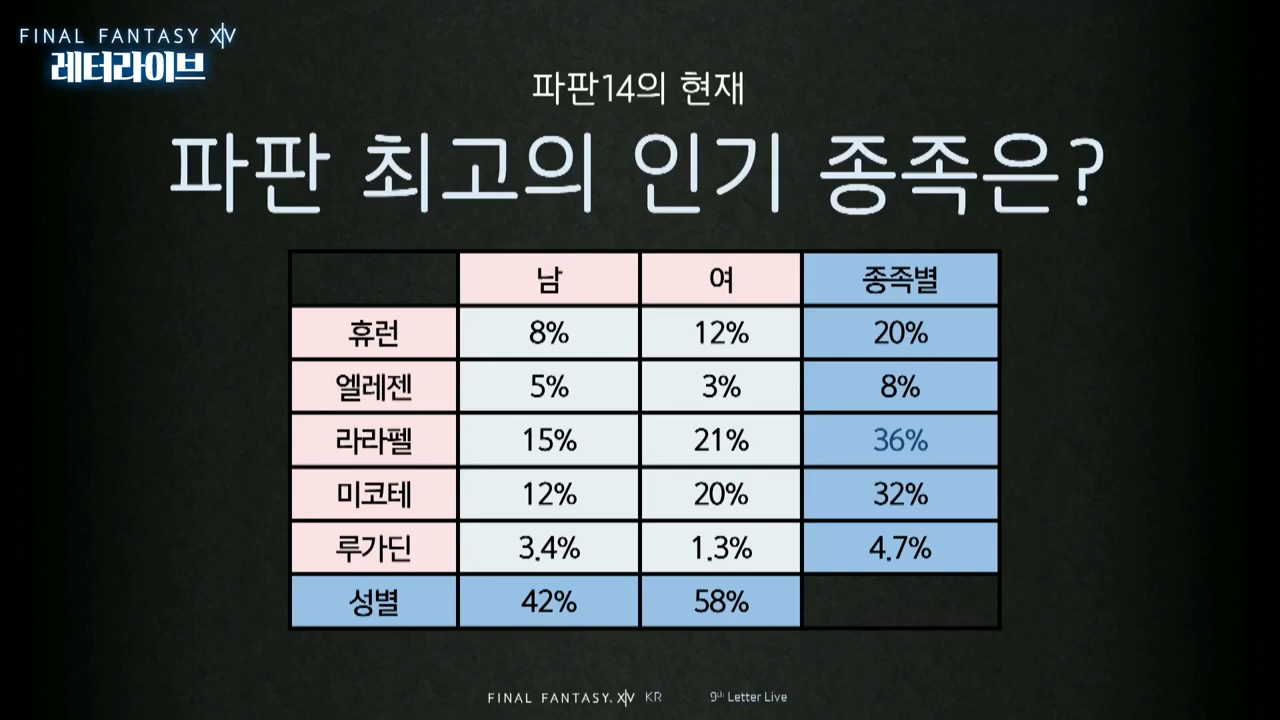 FINAL FANTASY XIV
레터라이브
파판14의 현재
파판 최고의 인기 종족은?
남 여 종족별
휴런 8% 12% 20%
엘레젠 5% 3% 8%
라라펠 15% 21% 36%
미코테 12% 20% 32%
루가딘 3.4% 1.3% 4.7%
성별 42% 58%
FINAL FANTASY. XIV KR 9th Letter Live